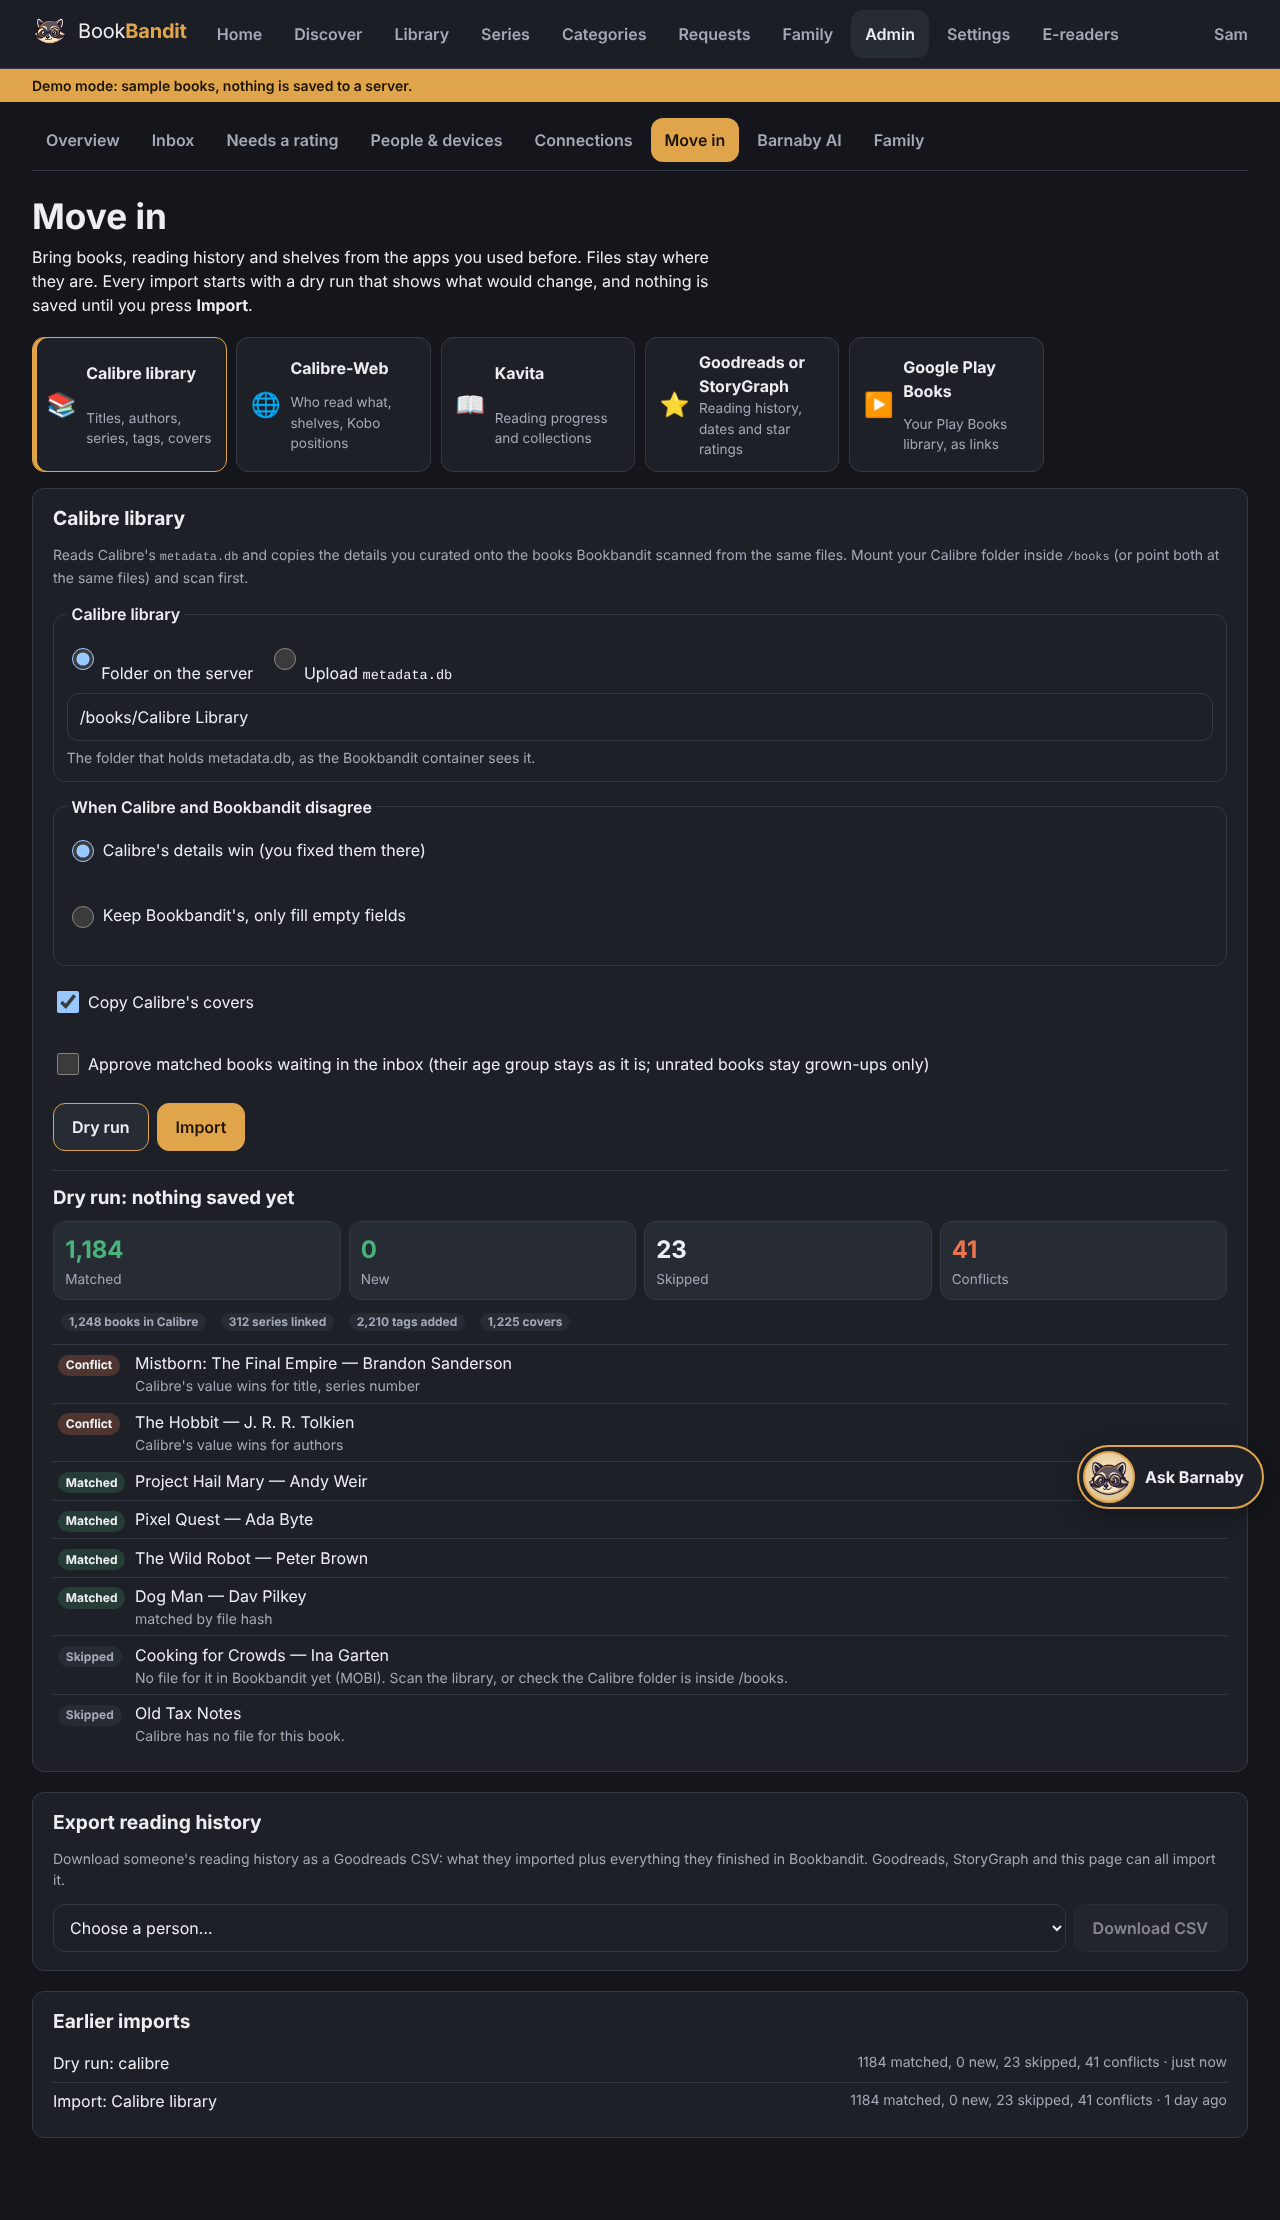 BookBandit
Home
Discover
Library
Series
Categories
Requests
Family
Admin
Settings
E-readers
Sam
Demo mode: sample books, nothing is saved to a server.
Overview
Inbox
Needs a rating
People & devices
Connections
Move in
Barnaby AI
Family
Move in
Bring books, reading history and shelves from the apps you used before. Files stay where
they are. Every import starts with a dry run that shows what would change, and nothing is
saved until you press Import.
Calibre library
Titles, authors,
series, tags, covers
Calibre-Web
Who read what,
shelves, Kobo
positions
Kavita
Reading progress
and collections
Goodreads or
StoryGraph
Reading history,
dates and star
ratings
Google Play
Books
Your Play Books
library, as links
Calibre library
Reads Calibre's metadata.db and copies the details you curated onto the books Bookbandit scanned from the same files. Mount your Calibre folder inside /books (or point both at
the same files) and scan first.
Calibre library
Folder on the server
Upload metadata.db
/books/Calibre Library
The folder that holds metadata.db, as the Bookbandit container sees it.
When Calibre and Bookbandit disagree
Calibre's details win (you fixed them there)
Keep Bookbandit's, only fill empty fields
Copy Calibre's covers
Approve matched books waiting in the inbox (their age group stays as it is; unrated books stay grown-ups only)
Dry run
Import
Dry run: nothing saved yet
1,184
Matched
0
New
23
Skipped
41
Conflicts
1,248 books in Calibre
312 series linked
2,210 tags added
1,225 covers
Conflict
Mistborn: The Final Empire — Brandon Sanderson
Calibre's value wins for title, series number
Conflict
The Hobbit — J. R. R. Tolkien
Calibre's value wins for authors
Matched
Project Hail Mary — Andy Weir
Ask Barnaby
Matched
Pixel Quest — Ada Byte
Matched
The Wild Robot — Peter Brown
Matched
Dog Man — Dav Pilkey
matched by file hash
Skipped
Cooking for Crowds — Ina Garten
No file for it in Bookbandit yet (MOBI). Scan the library, or check the Calibre folder is inside /books.
Skipped
Old Tax Notes
Calibre has no file for this book.
Export reading history
Download someone's reading history as a Goodreads CSV: what they imported plus everything they finished in Bookbandit. Goodreads, StoryGraph and this page can all import
it.
Choose a person...
Download CSV
Earlier imports
Dry run: calibre
1184 matched, 0 new, 23 skipped, 41 conflicts · just now
Import: Calibre library
1184 matched, 0 new, 23 skipped, 41 conflicts · 1 day ago